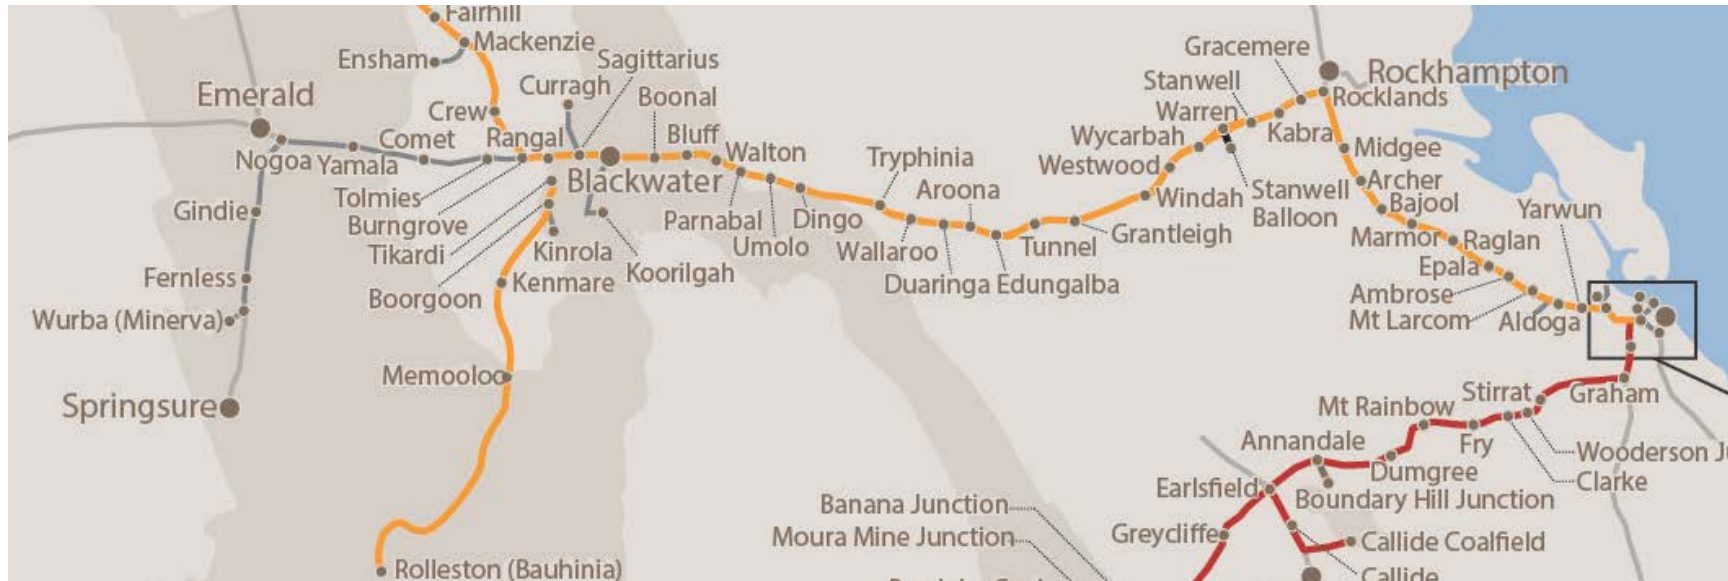 Fairhill
Mackenzie
Ensham
Sagittarius
Gracemere
Rockhampton
Emerald
Curragh
Boonal
Stanwell
Rocklands
Crew
Warren
Comet
Rangal
Bluff
Wycarbah
Kabra
Nogoa
Yamala
Walton
Tryphinia
Westwood
Midgee
Tolmies
Blackwater
Aroona
Windah
Stanwell
Balloon
Archer
Bajool
Yarwun
Gindie
Burngrove
Parnabal
Dingo
Tikardi
Kinrola
Umolo
Wallaroo
Tunnel
Grantleigh
Marmor
Raglan
Fernless
Boorgoon
Kenmare
Koorilgah
Duaringa
Edungalba
Epala
Ambrose
Wurba (Minerva)
Mt Larcom
Aldoga
Memooloo
Springsure
Stirrat
Graham
Mt Rainbow
Annandale
Fry
Wooderson
Dumgree
Clarke
Earlsfield
Boundary Hill Junction
Banana Junction
Moura Mine Junction
Greycliffe
Callide Coalfield
Rolleston (Bauhinia)
Callide